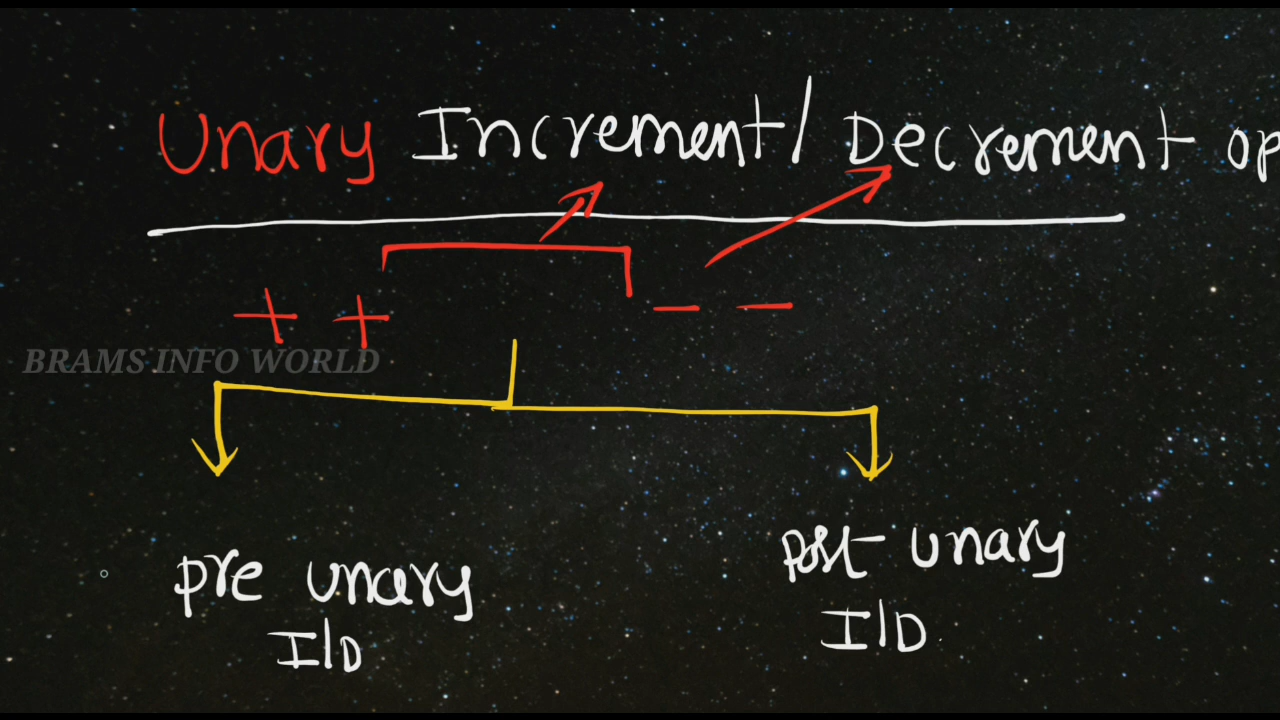 Unary Increment/Decrement op
+ + - -
BRAMS INFO WORLD
pre unary post unary
I/D I/D